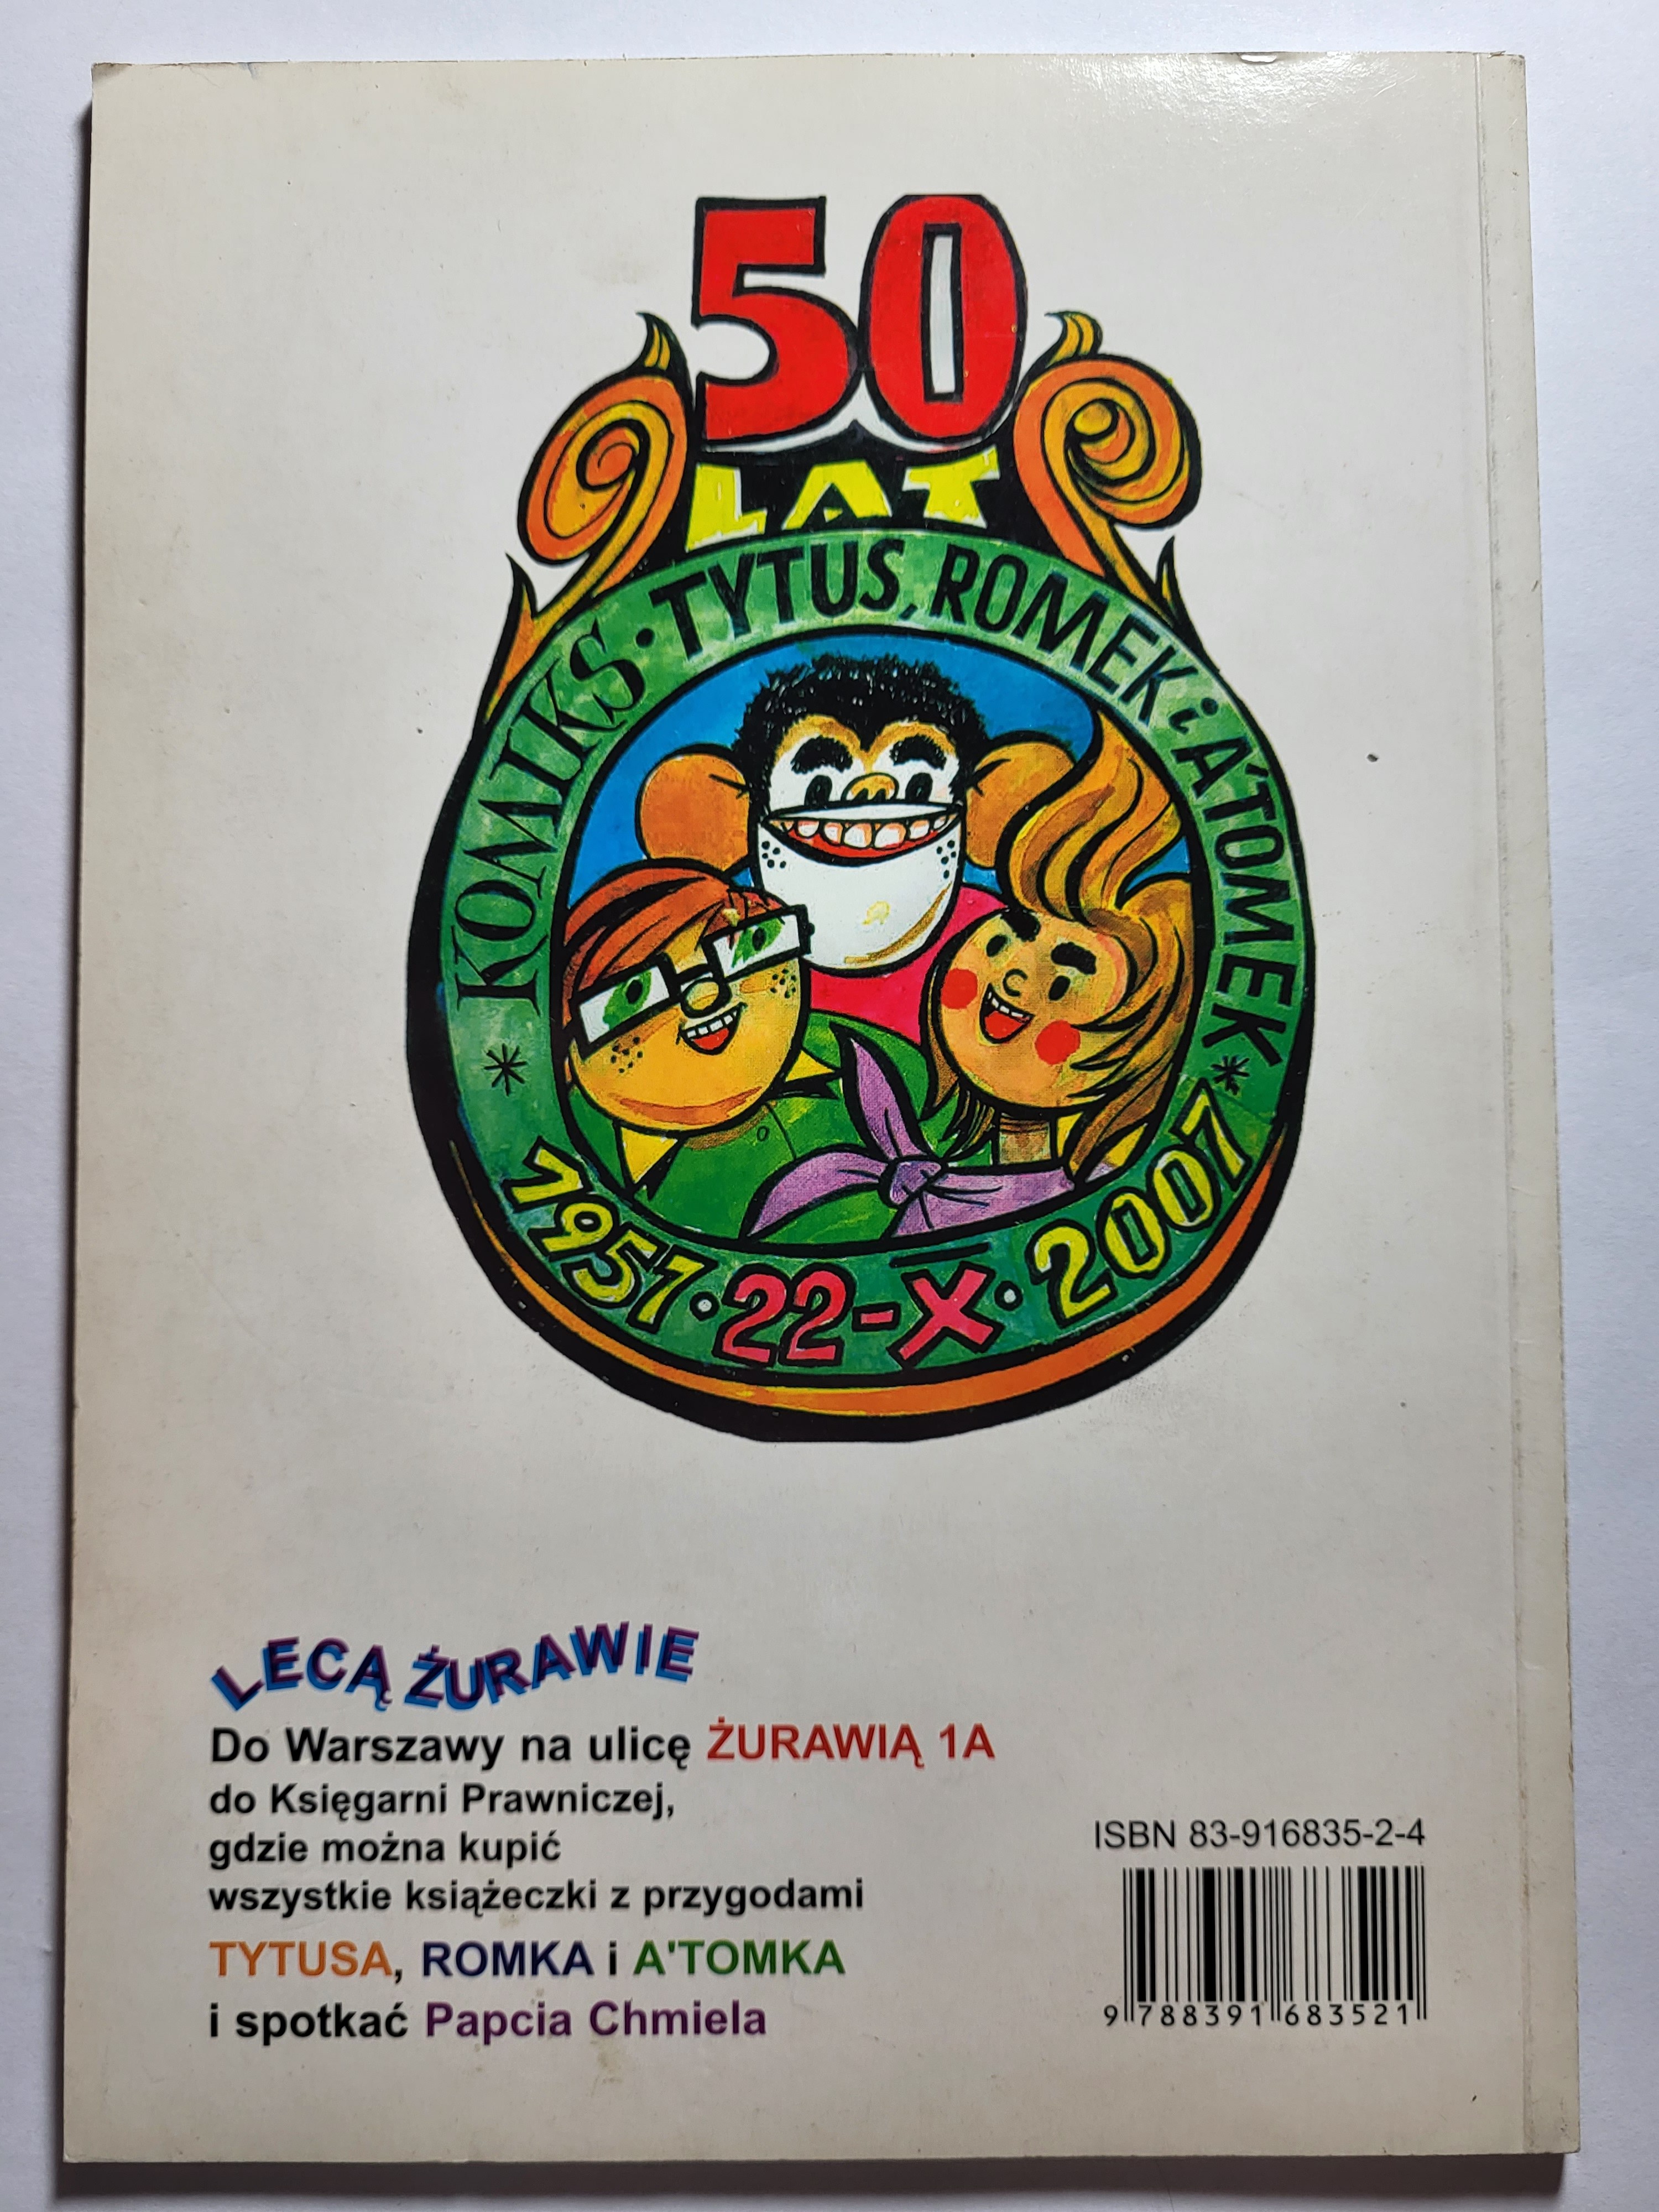 50
LAT
KOMIKS • TYTUS, ROMEK i A'TOMEK
* 1957 • 22-X • 2007 *
LECĄ ŻURAWIE
Do Warszawy na ulicę ŻURAWIĄ 1A
do Księgarni Prawniczej,
gdzie można kupić
wszystkie książeczki z przygodami
TYTUSA, ROMKA i A'TOMKA
i spotkać Papcia Chmiela
ISBN 83-916835-2-4
9 788391 683521